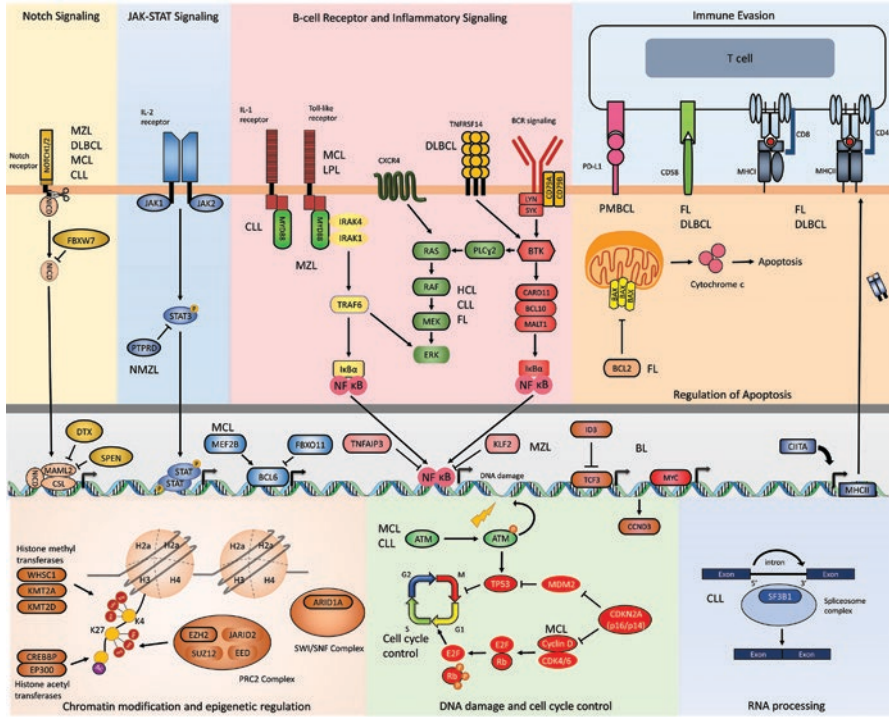 Notch Signaling
JAK-STAT Signaling
B-cell Receptor and Inflammatory Signaling
Immune Evasion
Notch
receptor
NOTCH1/2
MZL
DLBCL
MCL
CLL
NICD
FBXW7
NICD
IL-2
receptor
JAK1
JAK2
STAT3
P
PTPRD
NMZL
IL-1
receptor
Toll-like
receptor
MCL
LPL
CLL
MYD88
MYD88
MZL
IRAK4
IRAK1
TRAF6
IκBα
NF κB
CXCR4
TNFRSF14
DLBCL
BCR signaling
CD79A
CD79B
LYN
SYK
RAS
PLCγ2
BTK
RAF
MEK
ERK
HCL
CLL
FL
CARD11
BCL10
MALT1
IκBα
NF κB
T cell
PD-L1
CD58
MHCI
CD8
MHCII
CD4
PMBCL
FL
DLBCL
FL
DLBCL
BAX
BAX
BAX
Cytochrome c
Apoptosis
BCL2
FL
Regulation of Apoptosis
DTX
SPEN
NICD
MAML2
CSL
STAT
STAT
P
P
MCL
MEF2B
FBXO11
BCL6
TNFAIP3
NF κB
KLF2
MZL
DNA damage
ID3
TCF3
BL
MYC
CCND3
CIITA
MHCII
Histone methyl
transferases
WHSC1
KMT2A
KMT2D
H2a
H2a
H3
H4
H2a
H2a
H3
H4
K4
K27
CREBBP
EP300
Histone acetyl
transferases
EZH2
JARID2
SUZ12
EED
PRC2 Complex
ARID1A
SWI/SNF Complex
Chromatin modification and epigenetic regulation
MCL
CLL
ATM
ATM
P
TP53
MDM2
CDKN2A
(p16/p14)
G2
M
S
G1
Cell cycle
control
MCL
Cyclin D
CDK4/6
E2F
Rb
E2F
Rb
DNA damage and cell cycle control
CLL
intron
Exon
5'
3'
Exon
SF3B1
Spliceosome
complex
Exon
Exon
RNA processing